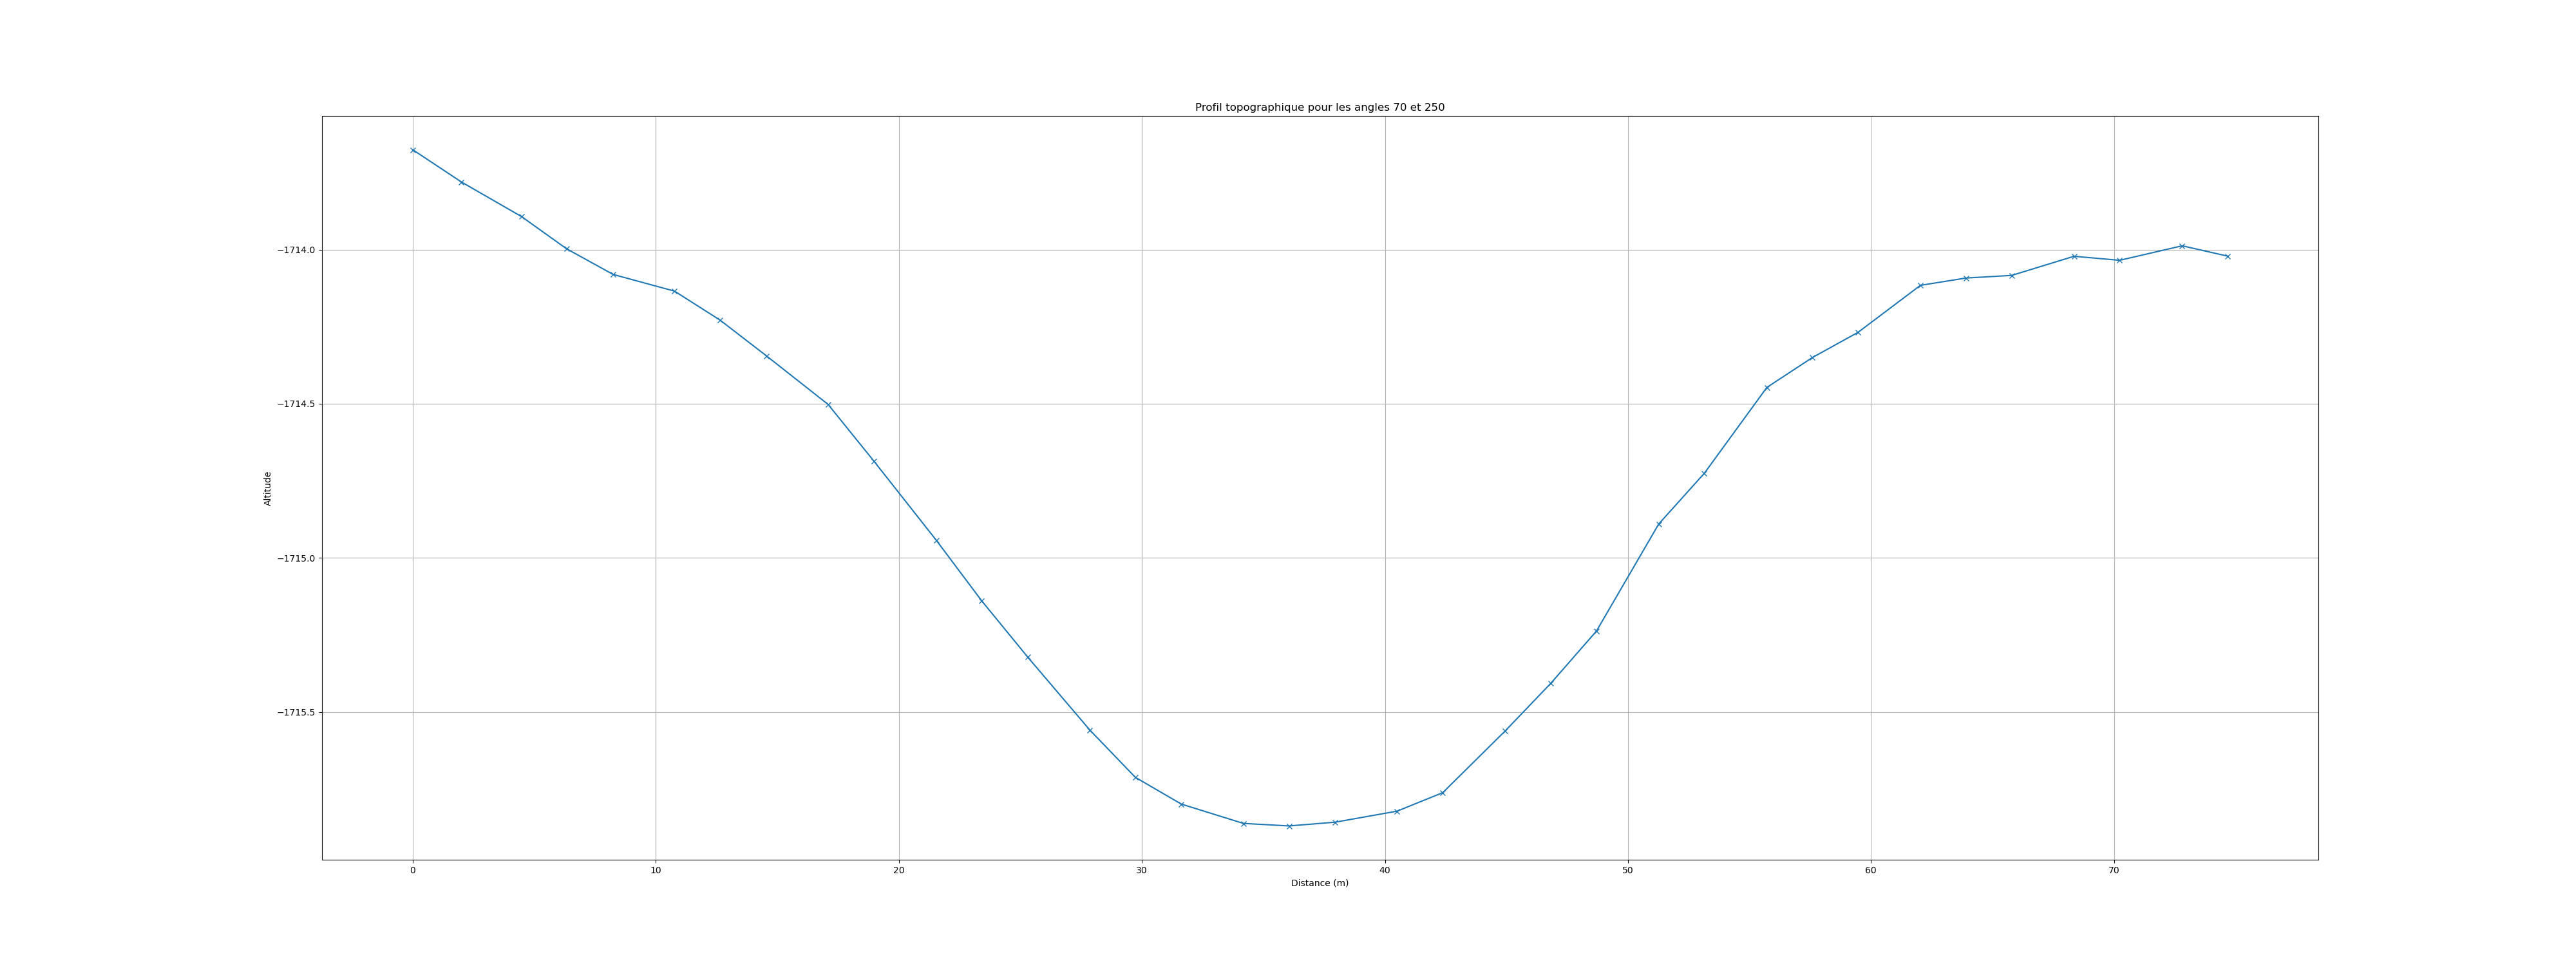 Profil topographique pour les angles 70 et 250
−1714.0
−1714.5
Altitude
−1715.0
−1715.5
0 10 20 30 40 50 60 70
Distance (m)